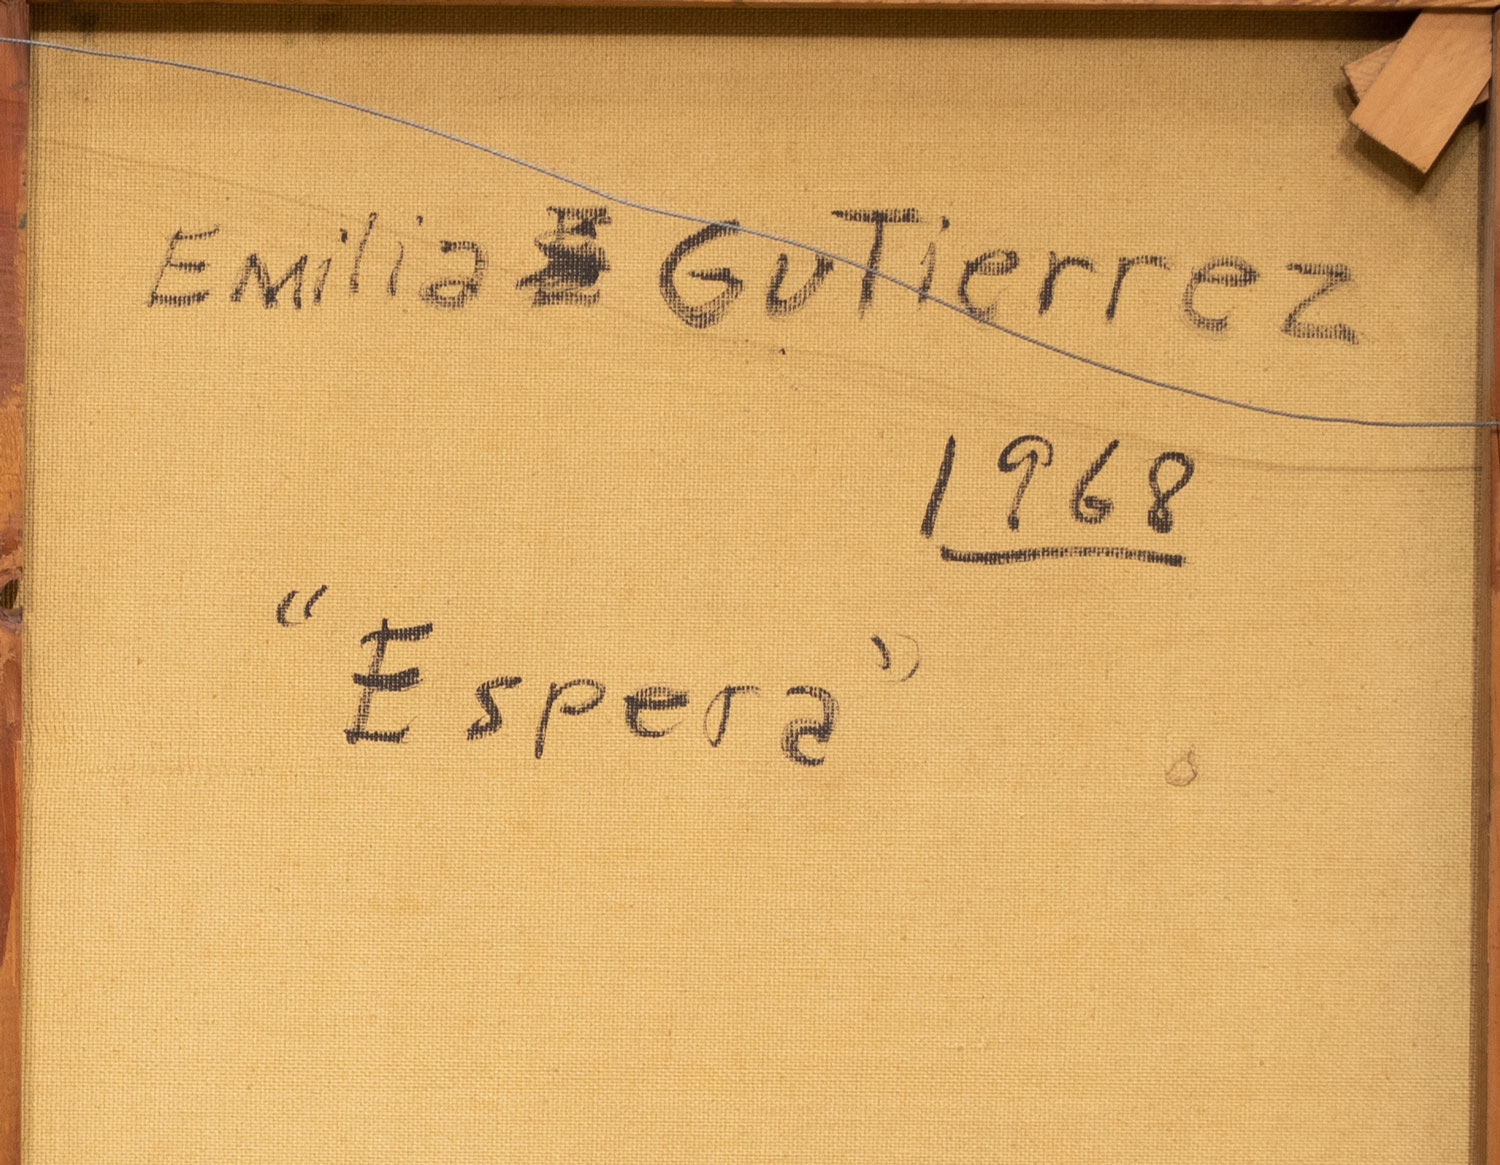 Emilia GuTierrez
1968
"Espera"